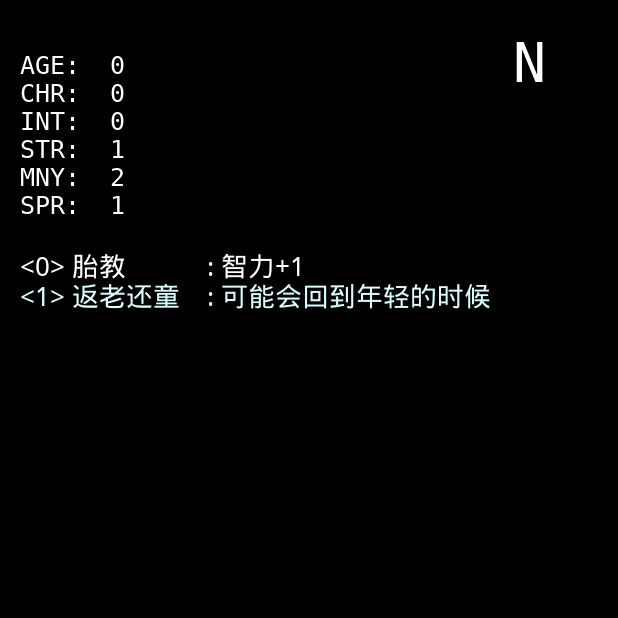 N
AGE: 0
CHR: 0
INT: 0
STR: 1
MNY: 2
SPR: 1
<0> 胎教 : 智力+1
<1> 返老还童 : 可能会回到年轻的时候